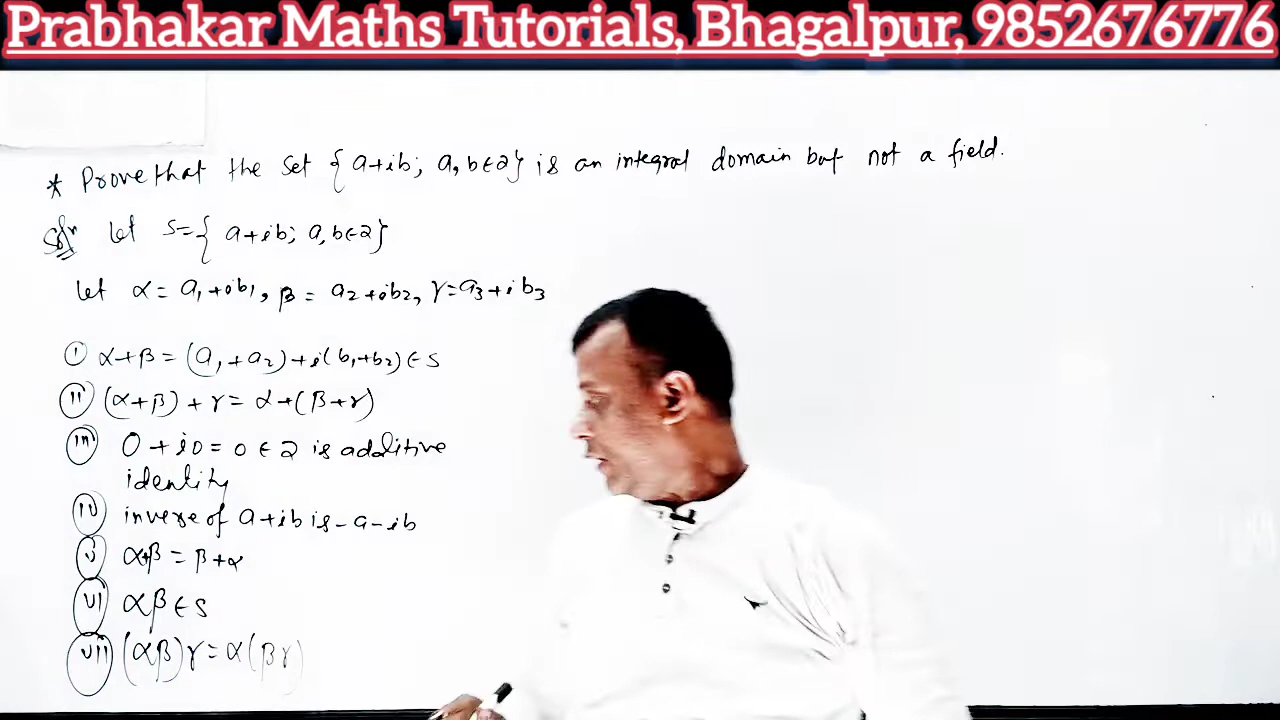 Prabhakar Maths Tutorials, Bhagalpur, 9852676776
* Prove that the set {a+ib; a, b∈Z} is an integral domain but not a field.
Soln Let S={ a+ib; a,b∈Z}
Let α = a₁+ib₁, β = a₂+ib₂, γ=a₃+ib₃
(i) α+β = (a₁+a₂)+i(b₁+b₂) ∈ S
(ii) (α+β)+γ = α+(β+γ)
(iii) 0+i0=0 ∈ Z is additive
identity
(iv) inverse of a+ib is -a-ib
(v) α+β = β+α
(vi) αβ ∈ S
(vii) (αβ)γ = α(βγ)